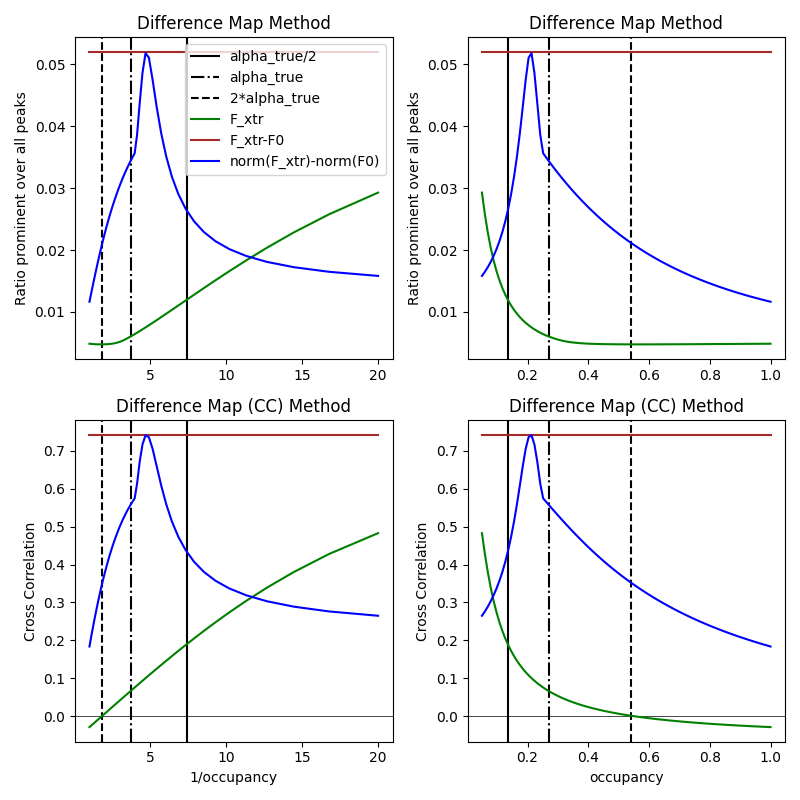 Difference Map Method
Ratio prominent over all peaks
0.05
0.04
0.03
0.02
0.01
5
10
15
20
alpha_true/2
alpha_true
2*alpha_true
F_xtr
F_xtr-F0
norm(F_xtr)-norm(F0)
Difference Map Method
Ratio prominent over all peaks
0.05
0.04
0.03
0.02
0.01
0.2
0.4
0.6
0.8
1.0
Difference Map (CC) Method
Cross Correlation
0.7
0.6
0.5
0.4
0.3
0.2
0.1
0.0
5
10
15
20
1/occupancy
Difference Map (CC) Method
Cross Correlation
0.7
0.6
0.5
0.4
0.3
0.2
0.1
0.0
0.2
0.4
0.6
0.8
1.0
occupancy